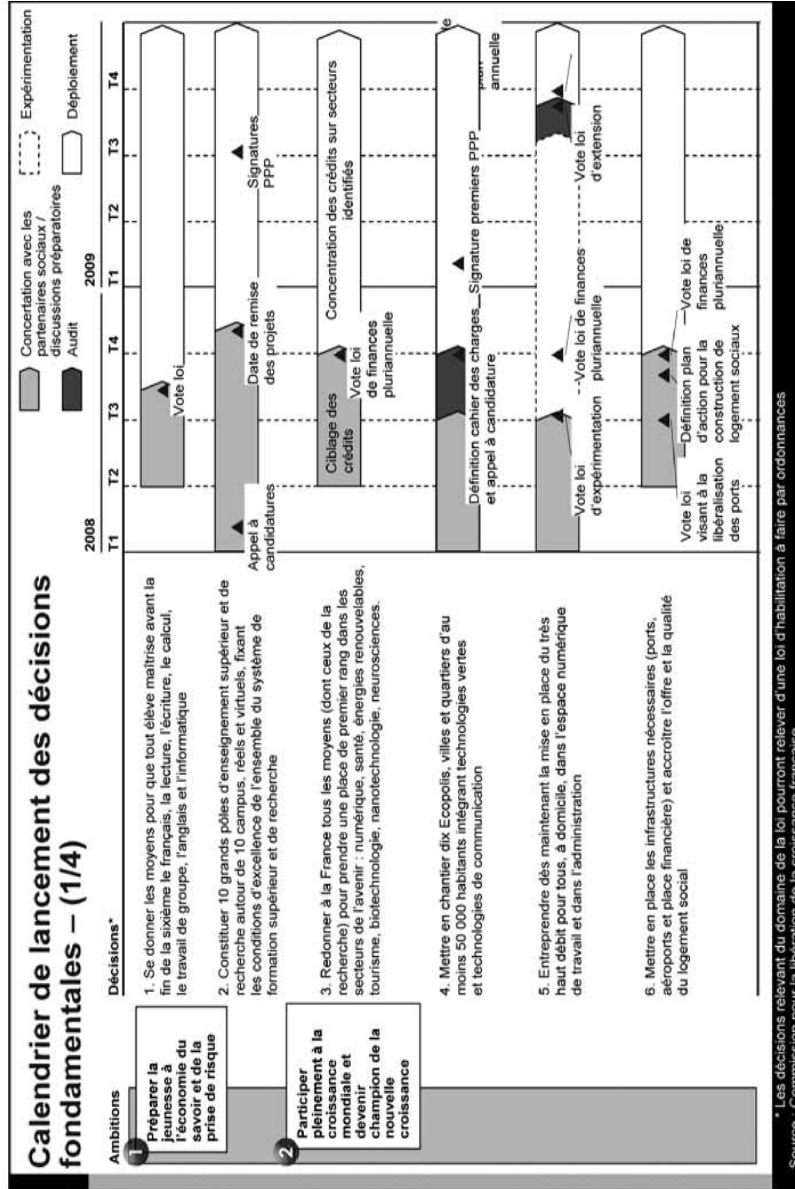 Calendrier de lancement des décisions
fondamentales – (1/4)
Concertation avec les
partenaires sociaux /
discussions préparatoires
Audit
Expérimentation
Déploiement
Ambitions
Décisions*
2008
2009
T1
T2
T3
T4
T1
T2
T3
T4
1
Préparer la
jeunesse à
l'économie du
savoir et de la
prise de risque
1. Se donner les moyens pour que tout élève maîtrise avant la
fin de la sixième le français, la lecture, l'écriture, le calcul,
le travail de groupe, l'anglais et l'informatique
Vote loi
2. Constituer 10 grands pôles d'enseignement supérieur et de
recherche autour de 10 campus, réels et virtuels, fixant
les conditions d'excellence de l'ensemble du système de
formation supérieur et de recherche
Appel à
candidatures
Date de remise
des projets
Signatures
PPP
2
Participer
pleinement à la
croissance
mondiale et
devenir
champion de la
nouvelle
croissance
3. Redonner à la France tous les moyens (dont ceux de la
recherche) pour prendre une place de premier rang dans les
secteurs de l'avenir : numérique, santé, énergies renouvelables,
tourisme, biotechnologie, nanotechnologie, neurosciences.
Ciblage des
crédits
Vote loi
de finances
pluriannuelle
Concentration des crédits sur secteurs
identifiés
4. Mettre en chantier dix Ecopolis, villes et quartiers d'au
moins 50 000 habitants intégrant technologies vertes
et technologies de communication
Définition cahier des charges
et appel à candidature
Signature premiers PPP
annuelle
5. Entreprendre dès maintenant la mise en place du très
haut débit pour tous, à domicile, dans l'espace numérique
de travail et dans l'administration
Vote loi
d'expérimentation
Vote loi de finances
pluriannuelle
Vote loi
d'extension
6. Mettre en place les infrastructures nécessaires (ports,
aéroports et place financière) et accroître l'offre et la qualité
du logement social
Vote loi
visant à la
libéralisation
des ports
Définition plan
d'action pour la
construction de
logement sociaux
Vote loi de
finances
pluriannuelle
* Les décisions relevant du domaine de la loi pourront relever d'une loi d'habilitation à faire par ordonnances
Source : Commission pour la libération de la croissance française